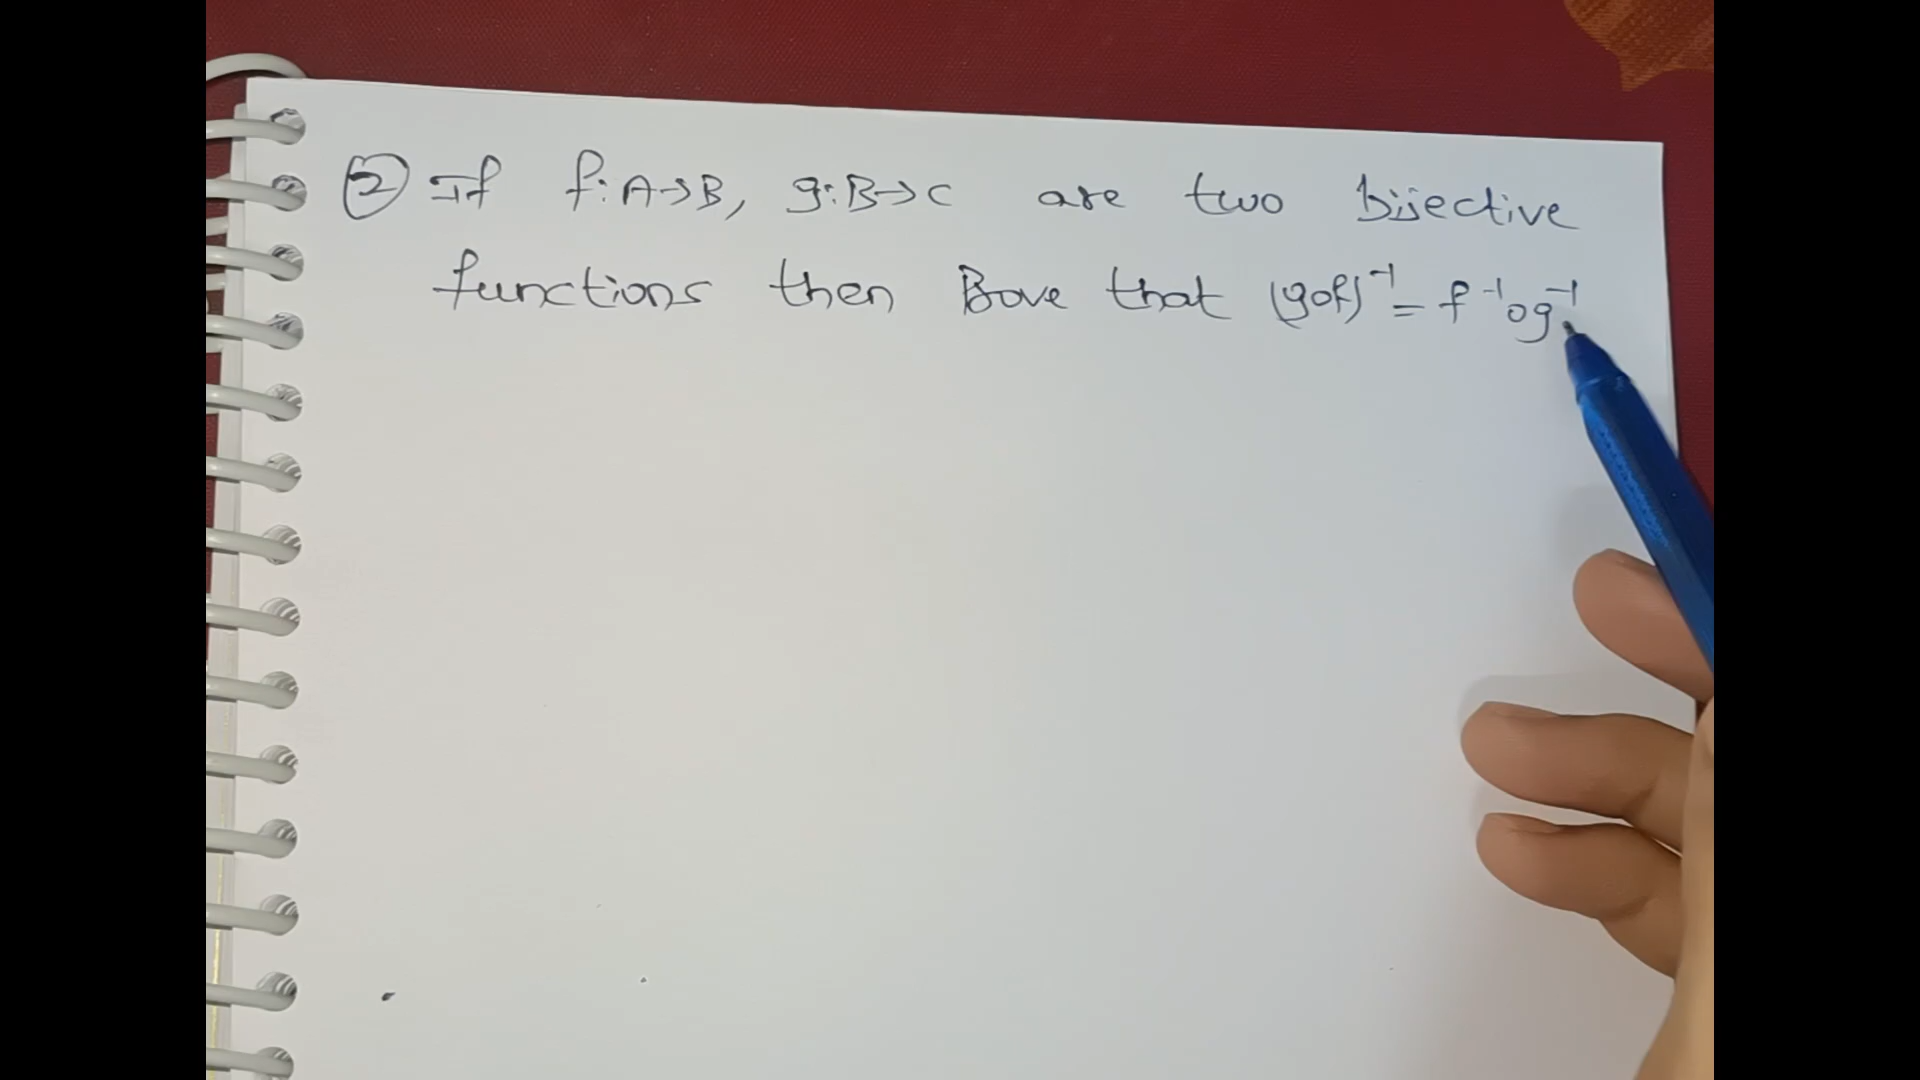 ② If f:A→B, g:B→C are two bijective
functions then Prove that (gof)⁻¹ = f⁻¹og⁻¹